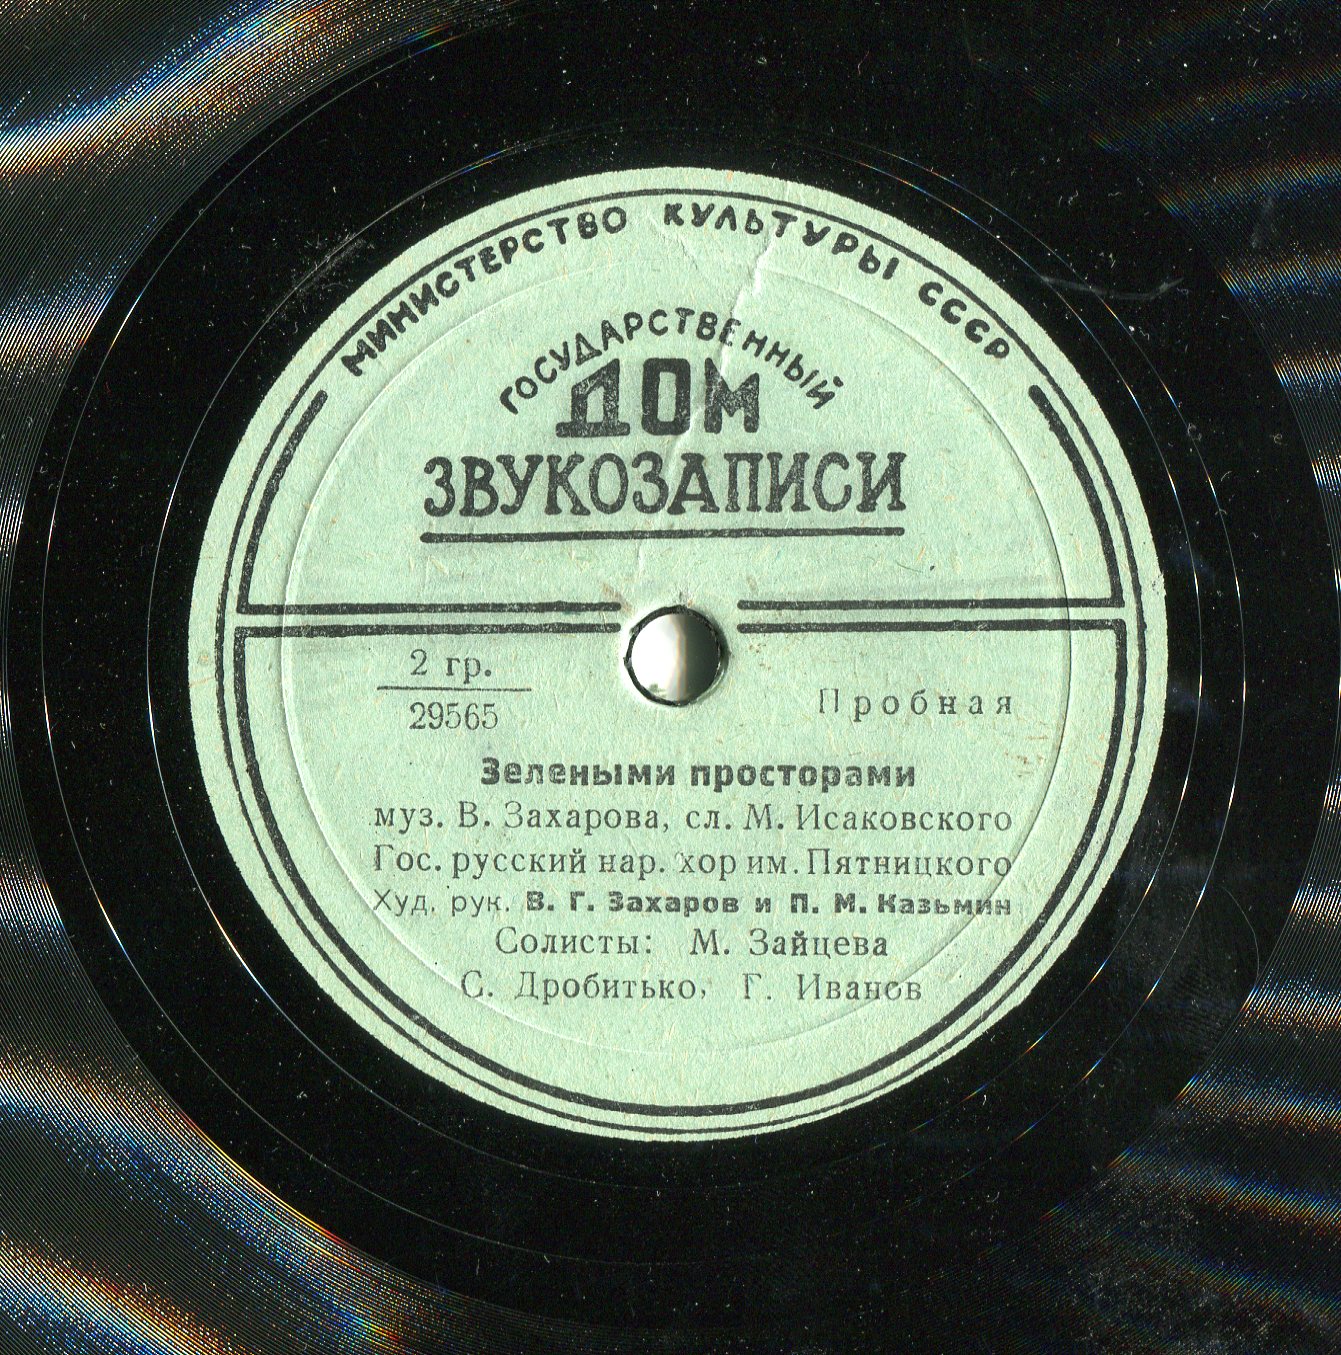 МИНИСТЕРСТВО КУЛЬТУРЫ СССР
ГОСУДАРСТВЕННЫЙ
ДОМ
ЗВУКОЗАПИСИ
2 гр.
29565
Пробная
Зелеными просторами
муз. В. Захарова, сл. М. Исаковского
Гос. русский нар. хор им. Пятницкого
Худ. рук. В. Г. Захаров и П. М. Казьмин
Солисты: М. Зайцева
С. Дробитько, Г. Иванов